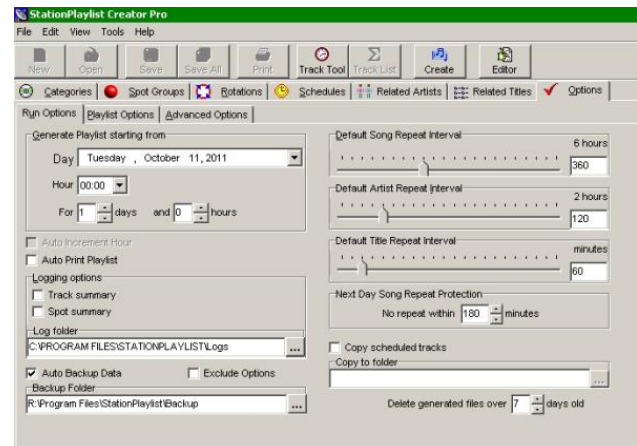 StationPlaylist Creator Pro
File Edit View Tools Help
New Open Save Save All Print Track Tool Track List Create Editor
Categories Spot Groups Rotations Schedules Related Artists Related Titles Options
Run Options Playlist Options Advanced Options
Generate Playlist starting from
Day Tuesday , October 11, 2011
Hour 00:00
For 1 days and 0 hours
Auto Increment Hour
Auto Print Playlist
Logging options
Track summary
Spot summary
Log folder
C:\PROGRAM FILES\STATIONPLAYLIST\Logs
...
Auto Backup Data Exclude Options
Backup Folder
R:\Program Files\StationPlaylist\Backup
...
Default Song Repeat Interval
6 hours
360
Default Artist Repeat Interval
2 hours
120
Default Title Repeat Interval
minutes
60
Next Day Song Repeat Protection
No repeat within 180 minutes
Copy scheduled tracks
Copy to folder
...
Delete generated files over 7 days old